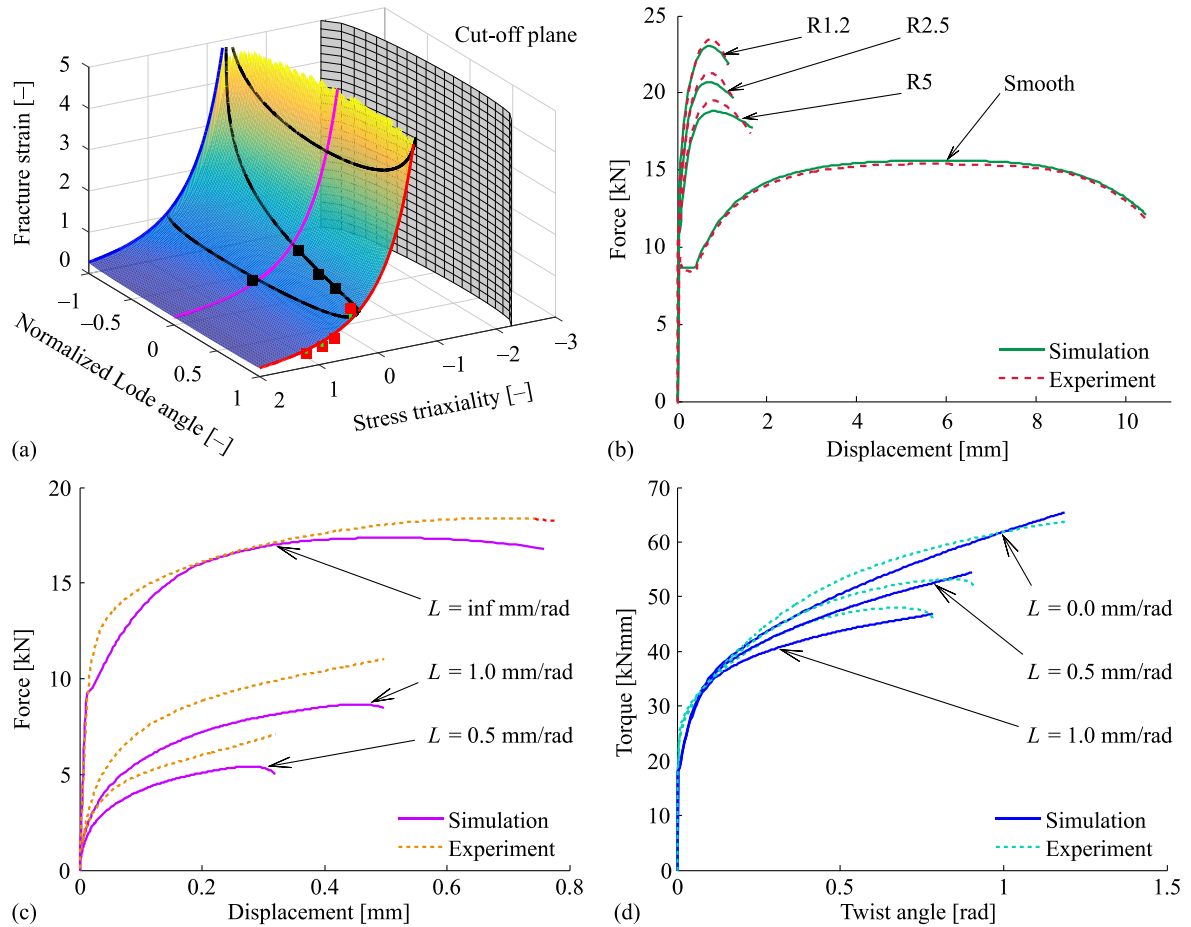 Cut-off plane
5
4
3
2
1
0
Fracture strain [–]
–1
–0.5
0
0.5
1
Normalized Lode angle [–]
2
1
0
–1
–2
–3
Stress triaxiality [–]
(a)
25
20
15
10
5
0
Force [kN]
R1.2
R2.5
R5
Smooth
Simulation
Experiment
0
2
4
6
8
10
Displacement [mm]
(b)
20
15
10
5
0
Force [kN]
L = inf mm/rad
L = 1.0 mm/rad
L = 0.5 mm/rad
Simulation
Experiment
0
0.2
0.4
0.6
0.8
Displacement [mm]
(c)
70
60
50
40
30
20
10
0
Torque [kNmm]
L = 0.0 mm/rad
L = 0.5 mm/rad
L = 1.0 mm/rad
Simulation
Experiment
0
0.5
1
1.5
Twist angle [rad]
(d)